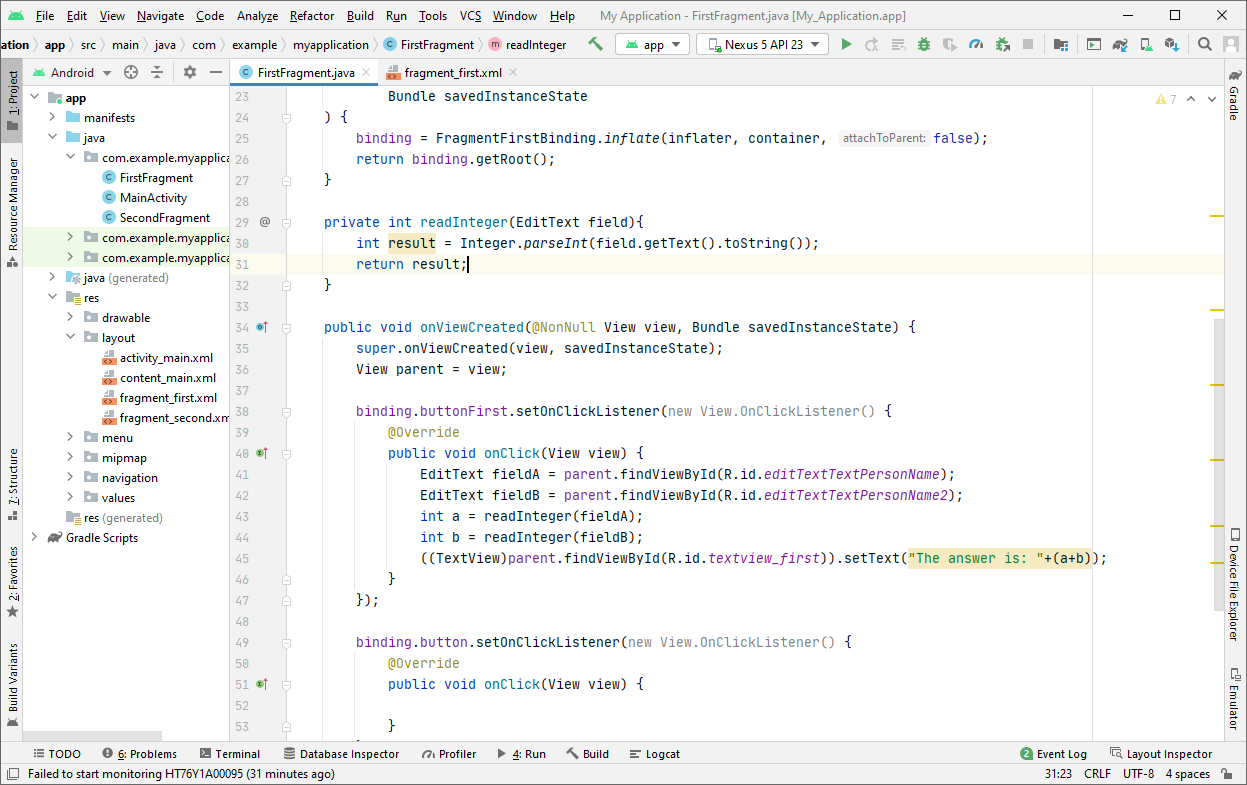 File Edit View Navigate Code Analyze Refactor Build Run Tools VCS Window Help My Application - FirstFragment.java [My_Application.app]
ation app src main java com example myapplication C FirstFragment m readInteger app Nexus 5 API 23
1: Project
Resource Manager
7: Structure
2: Favorites
Build Variants
Android
app
manifests
java
com.example.myapplica
C FirstFragment
C MainActivity
C SecondFragment
com.example.myapplica
com.example.myapplica
java (generated)
res
drawable
layout
activity_main.xml
content_main.xml
fragment_first.xml
fragment_second.xm
menu
mipmap
navigation
values
res (generated)
Gradle Scripts
C FirstFragment.java fragment_first.xml
7
23 Bundle savedInstanceState
24 ) {
25 binding = FragmentFirstBinding.inflate(inflater, container, attachToParent: false);
26 return binding.getRoot();
27 }
28
29 @ private int readInteger(EditText field){
30 int result = Integer.parseInt(field.getText().toString());
31 return result;
32 }
33
34 public void onViewCreated(@NonNull View view, Bundle savedInstanceState) {
35 super.onViewCreated(view, savedInstanceState);
36 View parent = view;
37
38 binding.buttonFirst.setOnClickListener(new View.OnClickListener() {
39 @Override
40 public void onClick(View view) {
41 EditText fieldA = parent.findViewById(R.id.editTextTextPersonName);
42 EditText fieldB = parent.findViewById(R.id.editTextTextPersonName2);
43 int a = readInteger(fieldA);
44 int b = readInteger(fieldB);
45 ((TextView)parent.findViewById(R.id.textview_first)).setText("The answer is: "+(a+b));
46 }
47 });
48
49 binding.button.setOnClickListener(new View.OnClickListener() {
50 @Override
51 public void onClick(View view) {
52
53 }
Gradle
Device File Explorer
Emulator
TODO 6: Problems Terminal Database Inspector Profiler 4: Run Build Logcat 2 Event Log Layout Inspector
Failed to start monitoring HT76Y1A00095 (31 minutes ago) 31:23 CRLF UTF-8 4 spaces